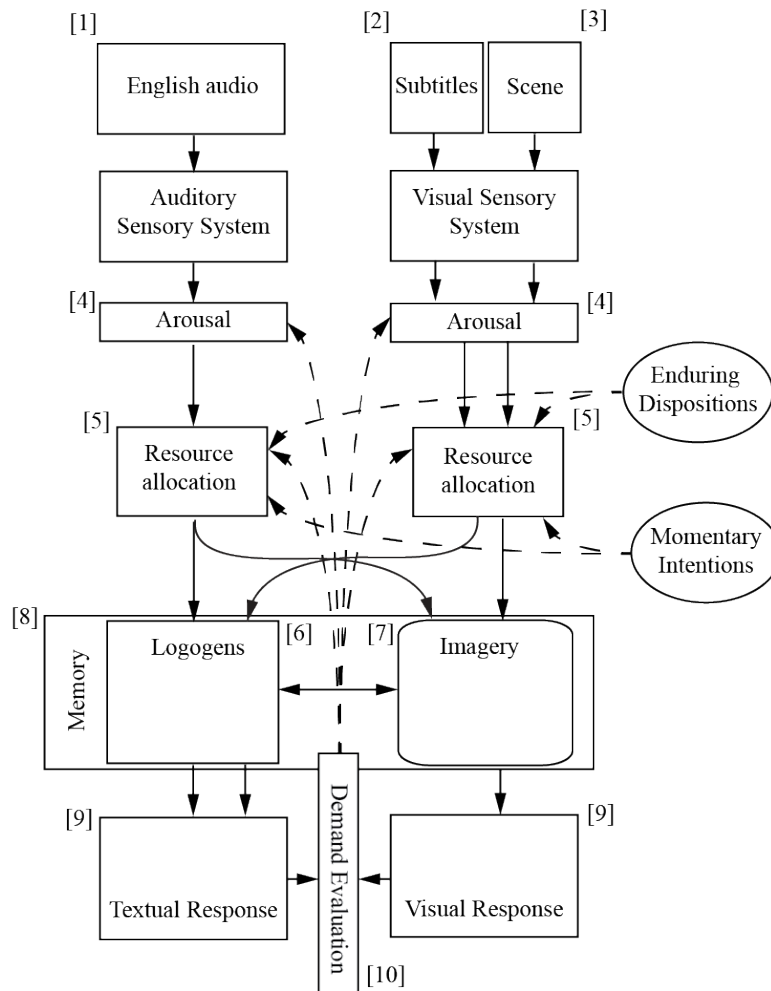 [1]
[2]
[3]
English audio
Subtitles
Scene
Auditory
Sensory System
Visual Sensory
System
[4]
Arousal
Arousal
[4]
Enduring
Dispositions
[5]
Resource
allocation
Resource
allocation
[5]
Momentary
Intentions
[8]
Memory
Logogens
[6]
[7]
Imagery
[9]
Textual Response
Demand Evaluation
Visual Response
[9]
[10]